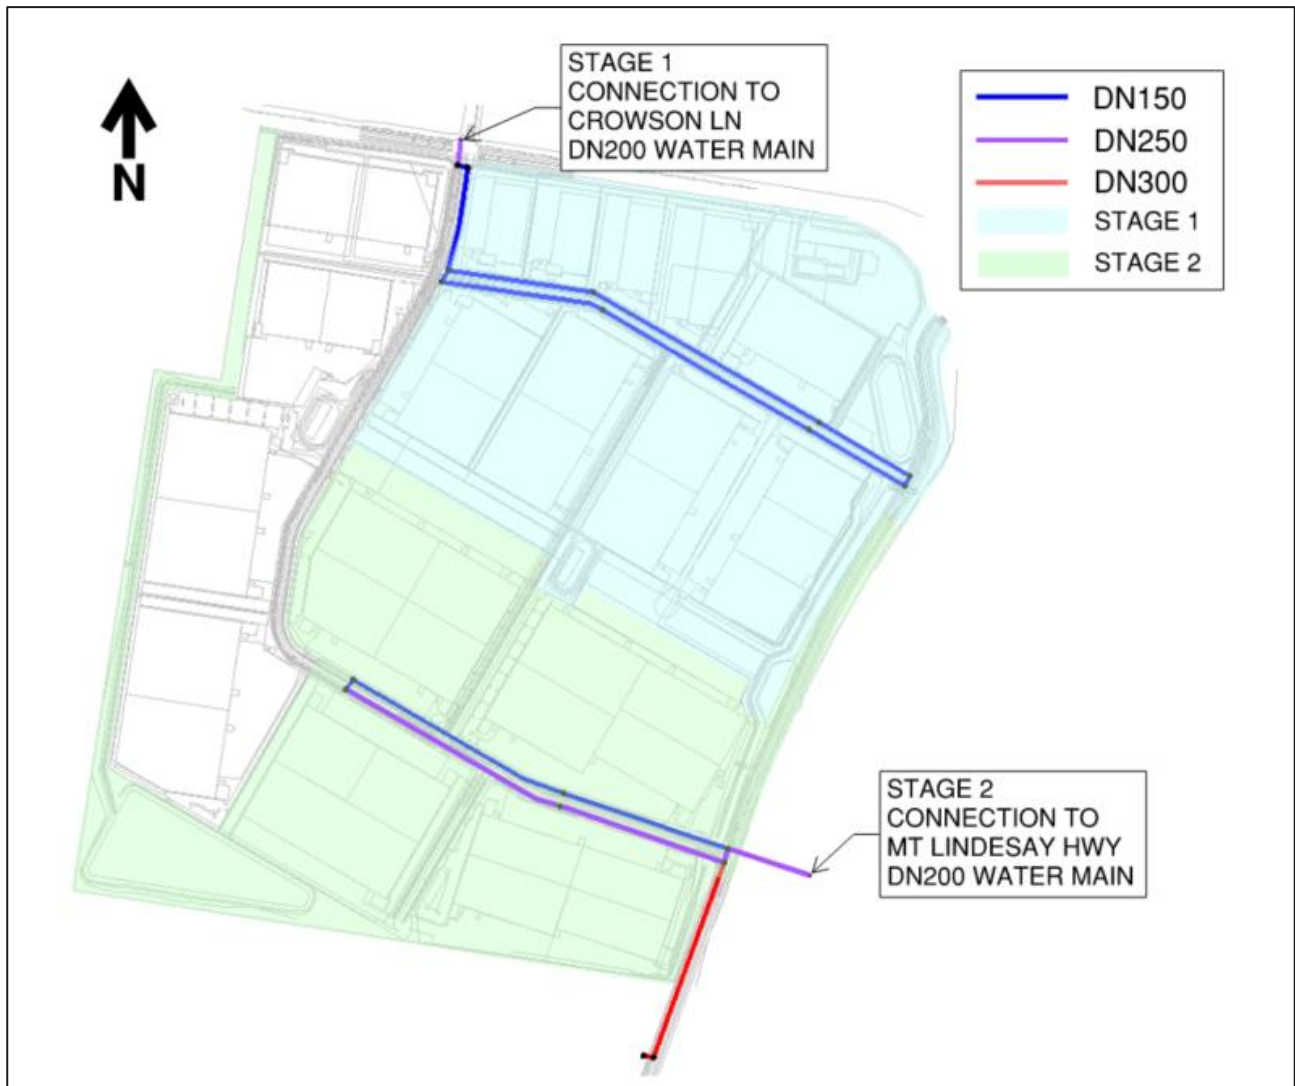 STAGE 1
CONNECTION TO
CROWSON LN
DN200 WATER MAIN
N
DN150
DN250
DN300
STAGE 1
STAGE 2
STAGE 2
CONNECTION TO
MT LINDESAY HWY
DN200 WATER MAIN